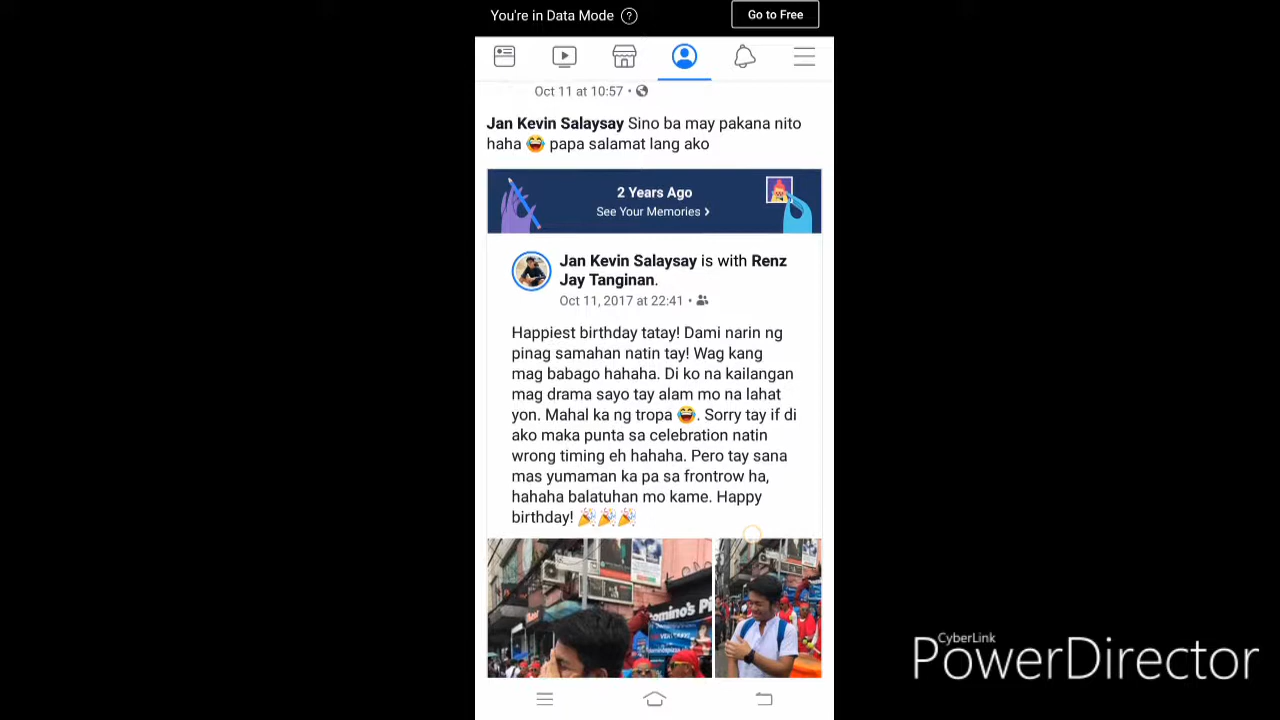 You're in Data Mode ?
Go to Free
Oct 11 at 10:57 •
Jan Kevin Salaysay Sino ba may pakana nito
haha 😂 papa salamat lang ako
2 Years Ago
See Your Memories >
Jan Kevin Salaysay is with Renz
Jay Tanginan.
Oct 11, 2017 at 22:41 •
Happiest birthday tatay! Dami narin ng
pinag samahan natin tay! Wag kang
mag babago hahaha. Di ko na kailangan
mag drama sayo tay alam mo na lahat
yon. Mahal ka ng tropa 😂. Sorry tay if di
ako maka punta sa celebration natin
wrong timing eh hahaha. Pero tay sana
mas yumaman ka pa sa frontrow ha,
hahaha balatuhan mo kame. Happy
birthday! 🎉🎉🎉
omino's Pi
CyberLink
PowerDirector